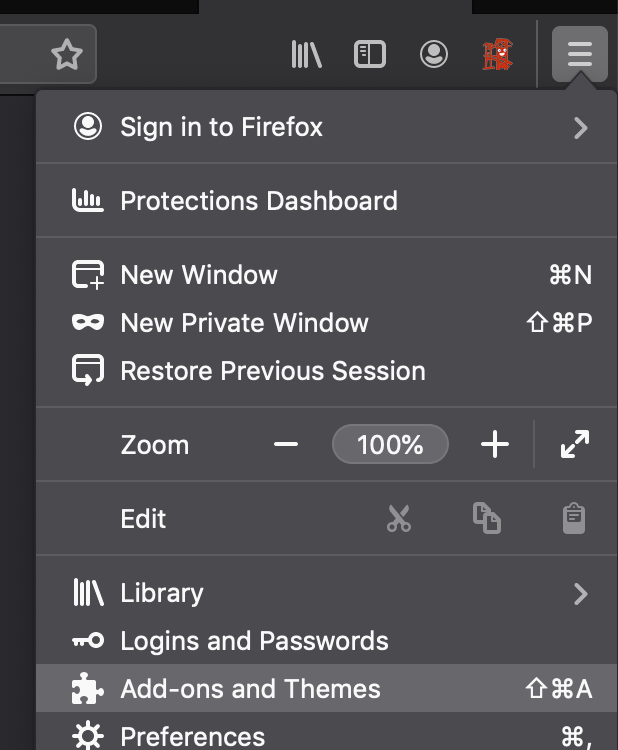 Sign in to Firefox
Protections Dashboard
New Window ⌘N
New Private Window ⇧⌘P
Restore Previous Session
Zoom 100%
Edit
Library
Logins and Passwords
Add-ons and Themes ⇧⌘A
Preferences ⌘,